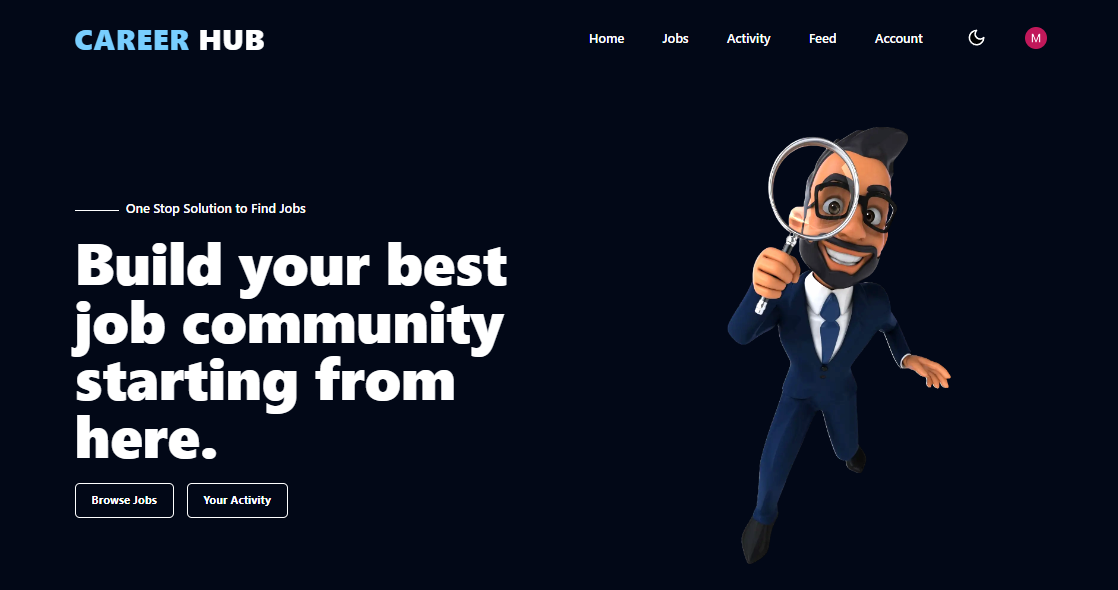 CAREER HUB
Home Jobs Activity Feed Account M
One Stop Solution to Find Jobs
Build your best
job community
starting from
here.
Browse Jobs Your Activity